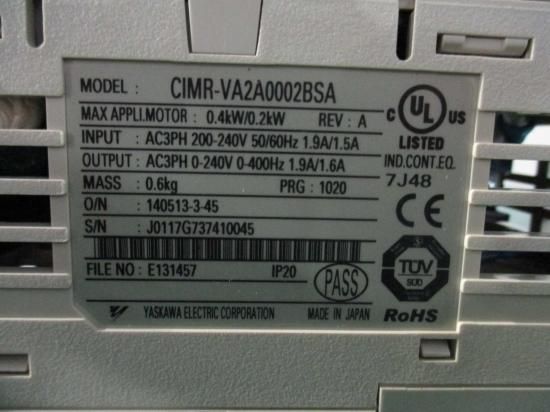 MODEL : CIMR-VA2A0002BSA
MAX APPLI.MOTOR : 0.4kW/0.2kW REV : A
INPUT : AC3PH 200-240V 50/60Hz 1.9A/1.5A
OUTPUT : AC3PH 0-240V 0-400Hz 1.9A/1.6A
MASS : 0.6kg PRG : 1020
O/N : 140513-3-45
S/N : J0117G737410045
FILE NO : E131457 IP20
PASS
YASKAWA ELECTRIC CORPORATION MADE IN JAPAN
C UL US
LISTED
IND.CONT.EQ.
7J48
CE
TÜV
SÜD
RoHS